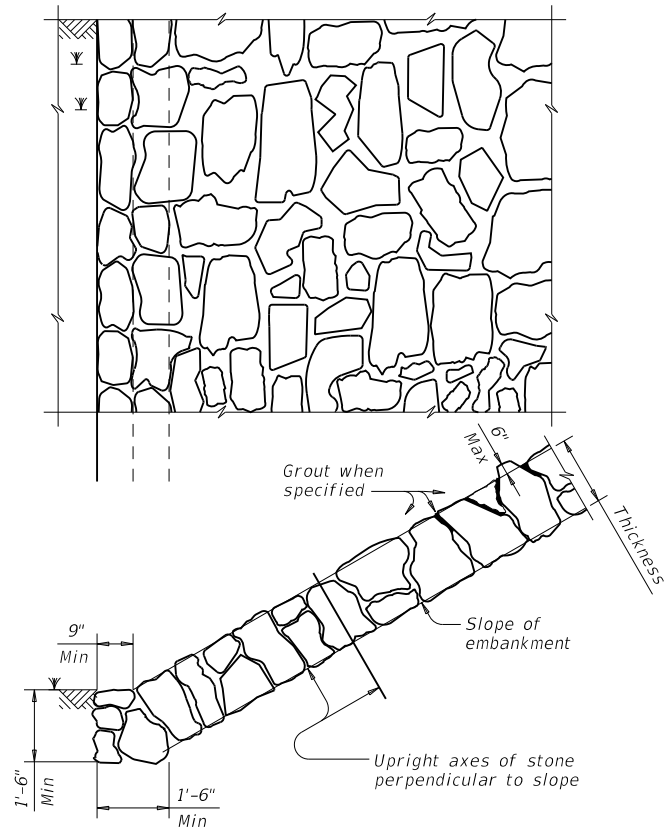 6"
Max
Grout when
specified
Thickness
Slope of
embankment
9"
Min
1'-6"
Min
1'-6"
Min
Upright axes of stone
perpendicular to slope